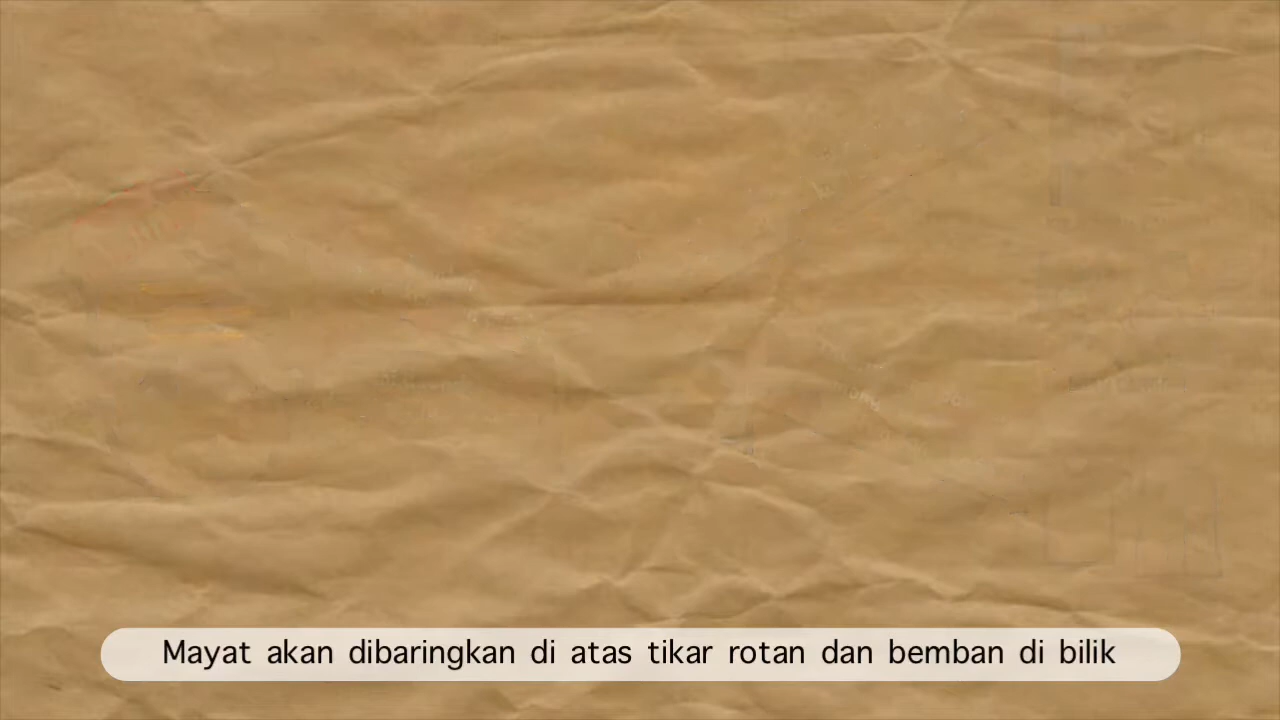 Mayat akan dibaringkan di atas tikar rotan dan bemban di bilik